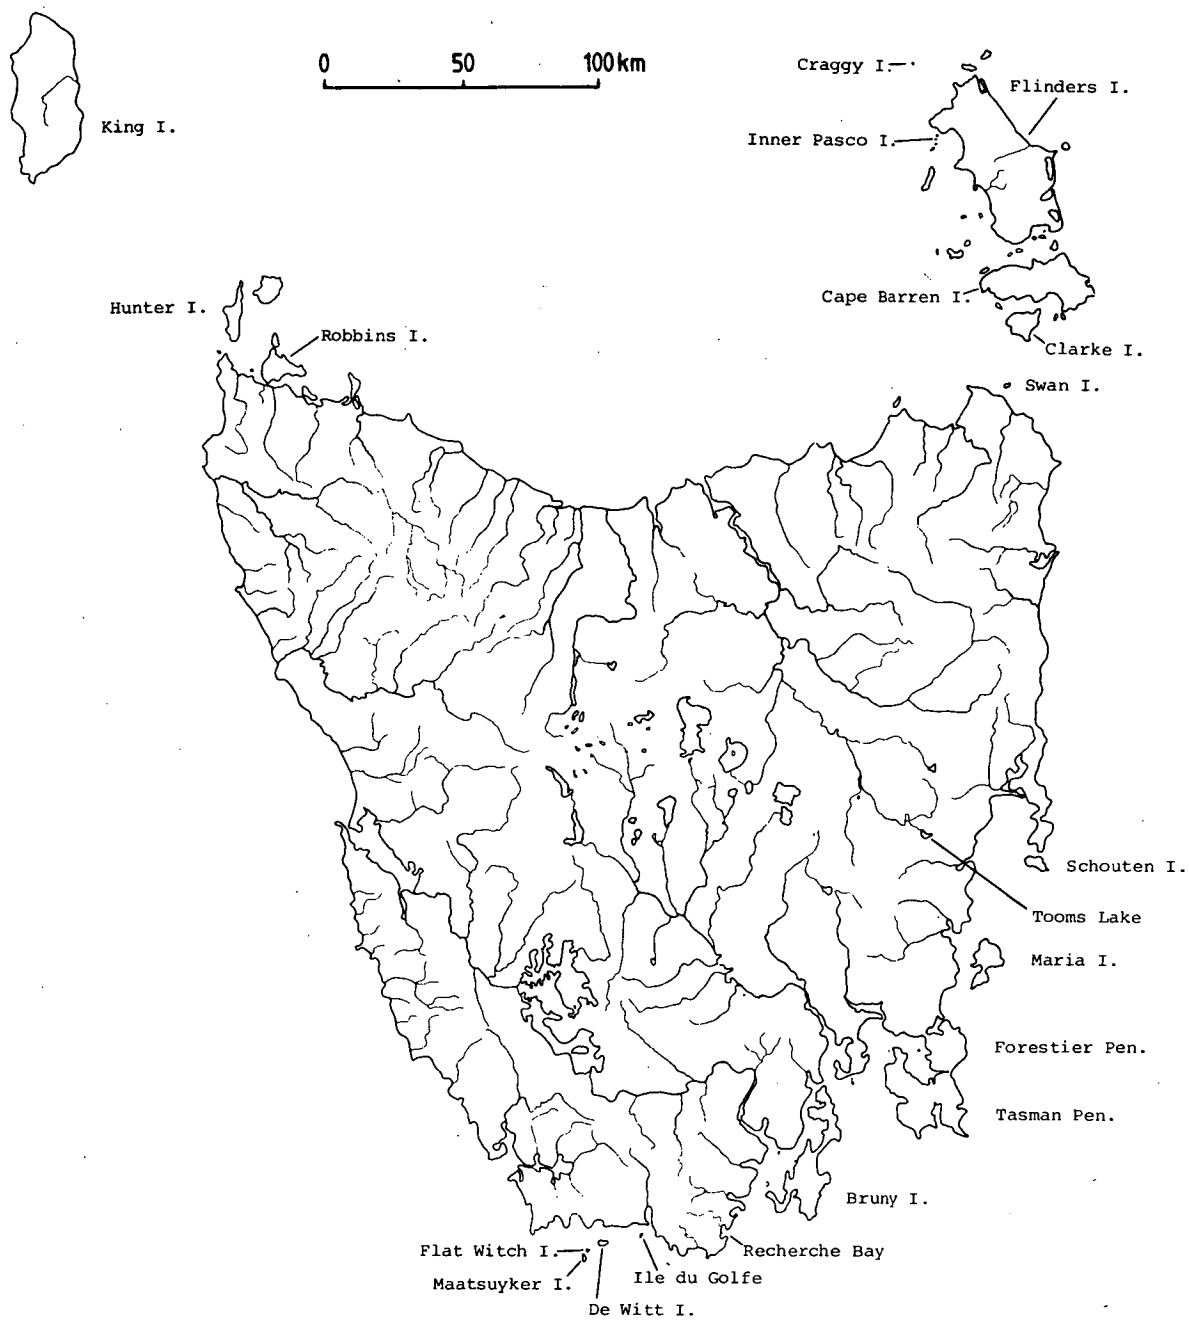 0 50 100km
Craggy I.
Flinders I.
King I.
Inner Pasco I.
Cape Barren I.
Hunter I.
Robbins I.
Clarke I.
Swan I.
Schouten I.
Tooms Lake
Maria I.
Forestier Pen.
Tasman Pen.
Bruny I.
Flat Witch I.
Recherche Bay
Maatsuyker I.
Ile du Golfe
De Witt I.